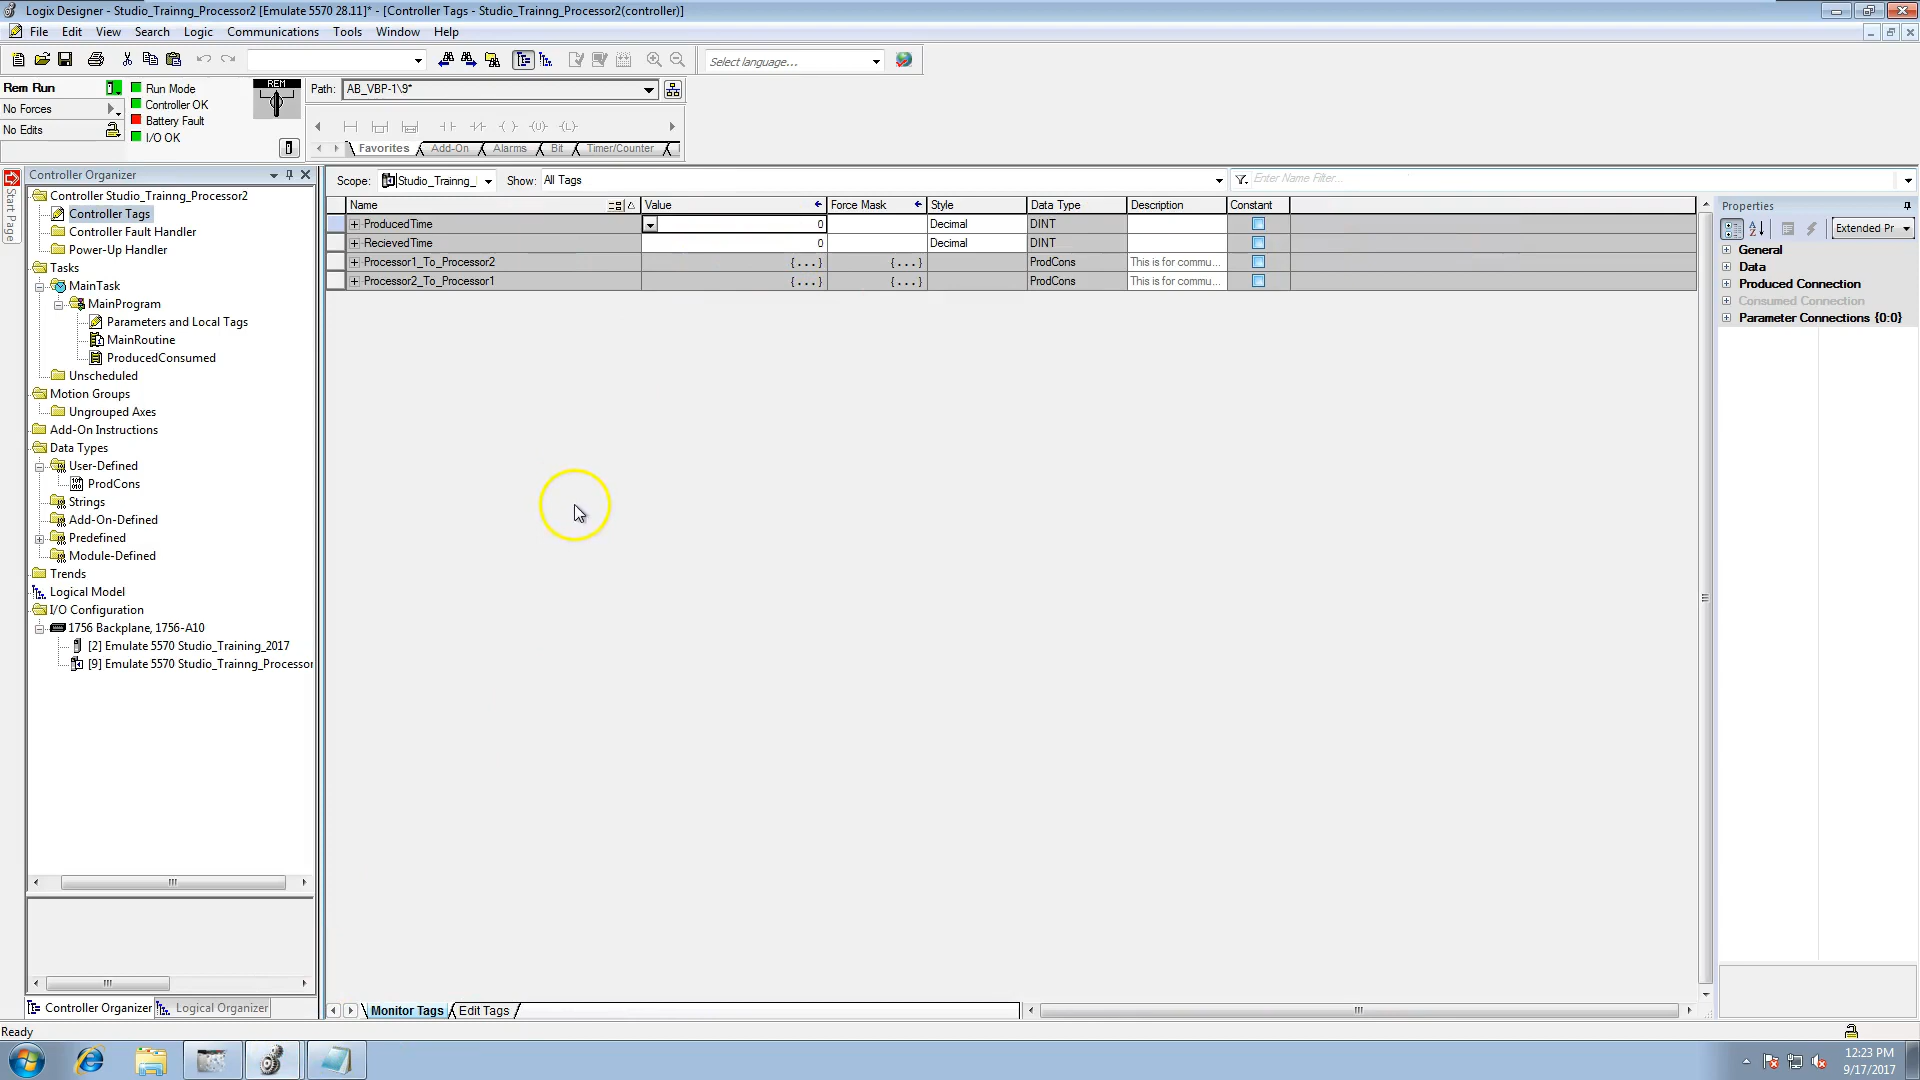 Logix Designer - Studio_Trainng_Processor2 [Emulate 5570 28.11]* - [Controller Tags - Studio_Trainng_Processor2(controller)]
File Edit View Search Logic Communications Tools Window Help
Select language...
Rem Run
No Forces
No Edits
Run Mode
Controller OK
Battery Fault
I/O OK
REM
Path: AB_VBP-1\9*
Favorites Add-On Alarms Bit Timer/Counter
Start Page
Controller Organizer
Controller Studio_Trainng_Processor2
Controller Tags
Controller Fault Handler
Power-Up Handler
Tasks
MainTask
MainProgram
Parameters and Local Tags
MainRoutine
ProducedConsumed
Unscheduled
Motion Groups
Ungrouped Axes
Add-On Instructions
Data Types
User-Defined
ProdCons
Strings
Add-On-Defined
Predefined
Module-Defined
Trends
Logical Model
I/O Configuration
1756 Backplane, 1756-A10
[2] Emulate 5570 Studio_Training_2017
[9] Emulate 5570 Studio_Trainng_Processor
Controller Organizer Logical Organizer
Scope: Studio_Trainng_ Show: All Tags Enter Name Filter...
Name Value Force Mask Style Data Type Description Constant
ProducedTime 0 Decimal DINT
RecievedTime 0 Decimal DINT
Processor1_To_Processor2 {...} {...} ProdCons This is for commu...
Processor2_To_Processor1 {...} {...} ProdCons This is for commu...
Monitor Tags Edit Tags
Properties
Extended Pr
General
Data
Produced Connection
Consumed Connection
Parameter Connections {0:0}
Ready
12:23 PM
9/17/2017